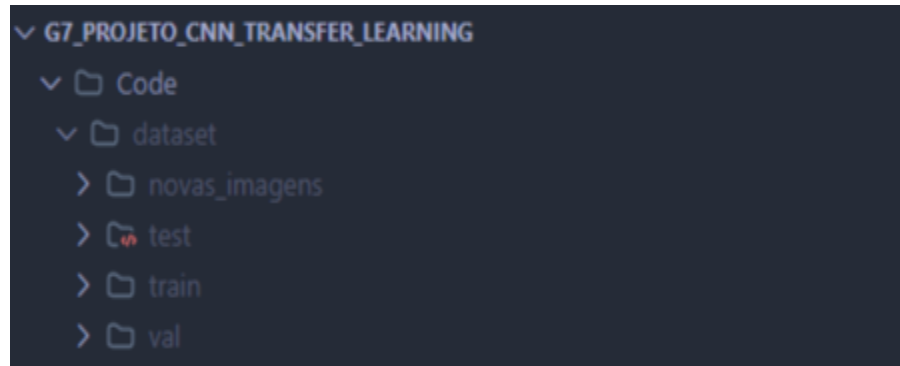 G7_PROJETO_CNN_TRANSFER_LEARNING
Code
dataset
novas_imagens
test
train
val